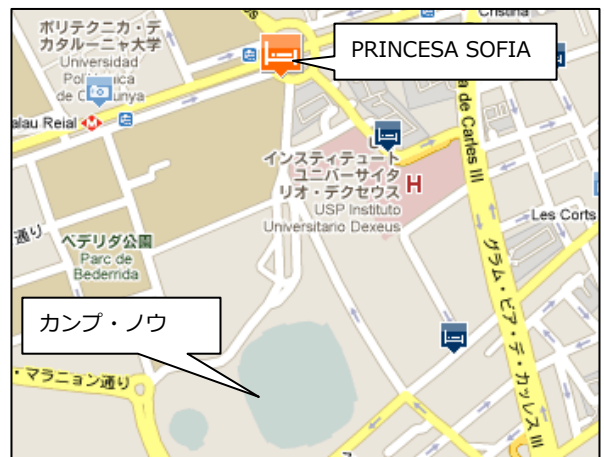 ポリテクニカ・デ
カタルーニャ大学
Universidad
Politécnica
de Catalunya
Cristina
PRINCESA SOFIA
alau Reial
M
a de Carles III
インスティテュート
ユニバーサイタ
リオ・デクセウス
H
USP Instituto
Universitario Dexeus
Les Corts
通り
ペデリダ公園
Parc de
Bederrida
グラム・ビア・デ・カッレス III
カンプ・ノウ
・マラニョン通り